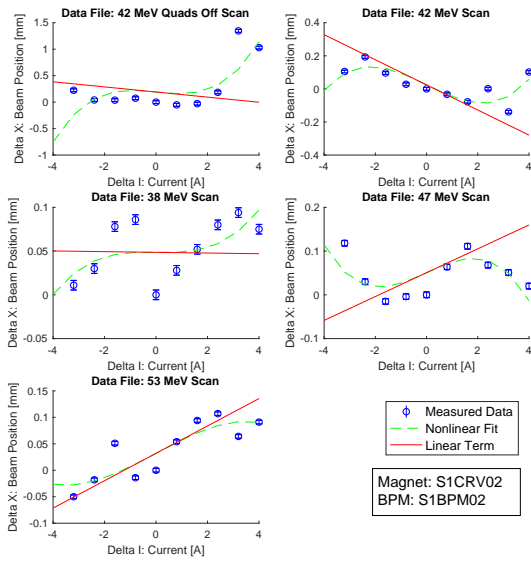 Data File: 42 MeV Quads Off Scan
Delta X: Beam Position [mm]
1.5
1
0.5
0
-0.5
-1
-4
-2
0
2
4
Delta I: Current [A]
Data File: 42 MeV Scan
Delta X: Beam Position [mm]
0.4
0.2
0
-0.2
-0.4
-4
-2
0
2
4
Delta I: Current [A]
Data File: 38 MeV Scan
Delta X: Beam Position [mm]
0.1
0.05
0
-0.05
-4
-2
0
2
4
Delta I: Current [A]
Data File: 47 MeV Scan
Delta X: Beam Position [mm]
0.2
0.1
0
-0.1
-4
-2
0
2
4
Delta I: Current [A]
Data File: 53 MeV Scan
Delta X: Beam Position [mm]
0.15
0.1
0.05
0
-0.05
-0.1
-4
-2
0
2
4
Delta I: Current [A]
Measured Data
Nonlinear Fit
Linear Term
Magnet: S1CRV02
BPM: S1BPM02